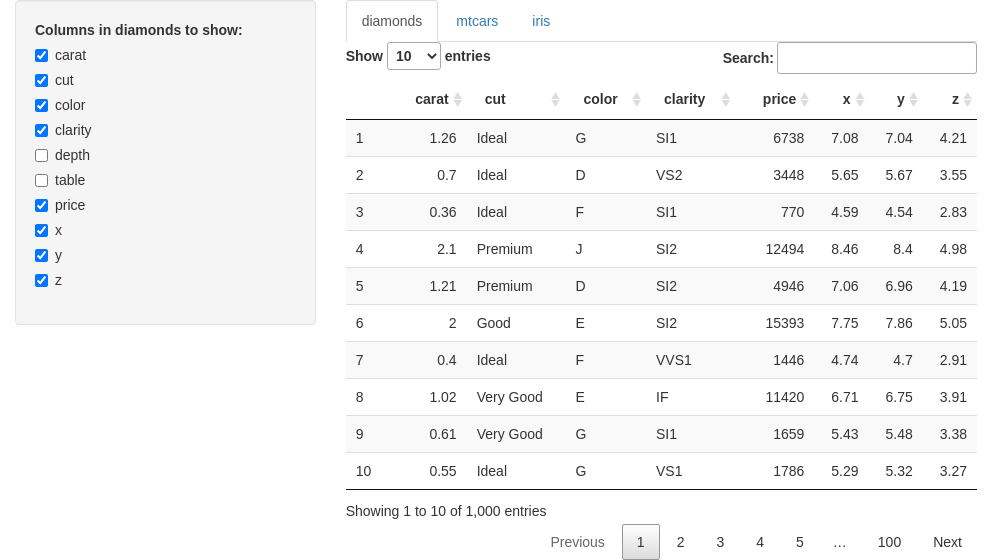 Columns in diamonds to show:
carat
cut
color
clarity
depth
table
price
x
y
z
diamonds mtcars iris
Show 10 entries Search:
carat cut color clarity price x y z
1 1.26 Ideal G SI1 6738 7.08 7.04 4.21
2 0.7 Ideal D VS2 3448 5.65 5.67 3.55
3 0.36 Ideal F SI1 770 4.59 4.54 2.83
4 2.1 Premium J SI2 12494 8.46 8.4 4.98
5 1.21 Premium D SI2 4946 7.06 6.96 4.19
6 2 Good E SI2 15393 7.75 7.86 5.05
7 0.4 Ideal F VVS1 1446 4.74 4.7 2.91
8 1.02 Very Good E IF 11420 6.71 6.75 3.91
9 0.61 Very Good G SI1 1659 5.43 5.48 3.38
10 0.55 Ideal G VS1 1786 5.29 5.32 3.27
Showing 1 to 10 of 1,000 entries
Previous 1 2 3 4 5 … 100 Next